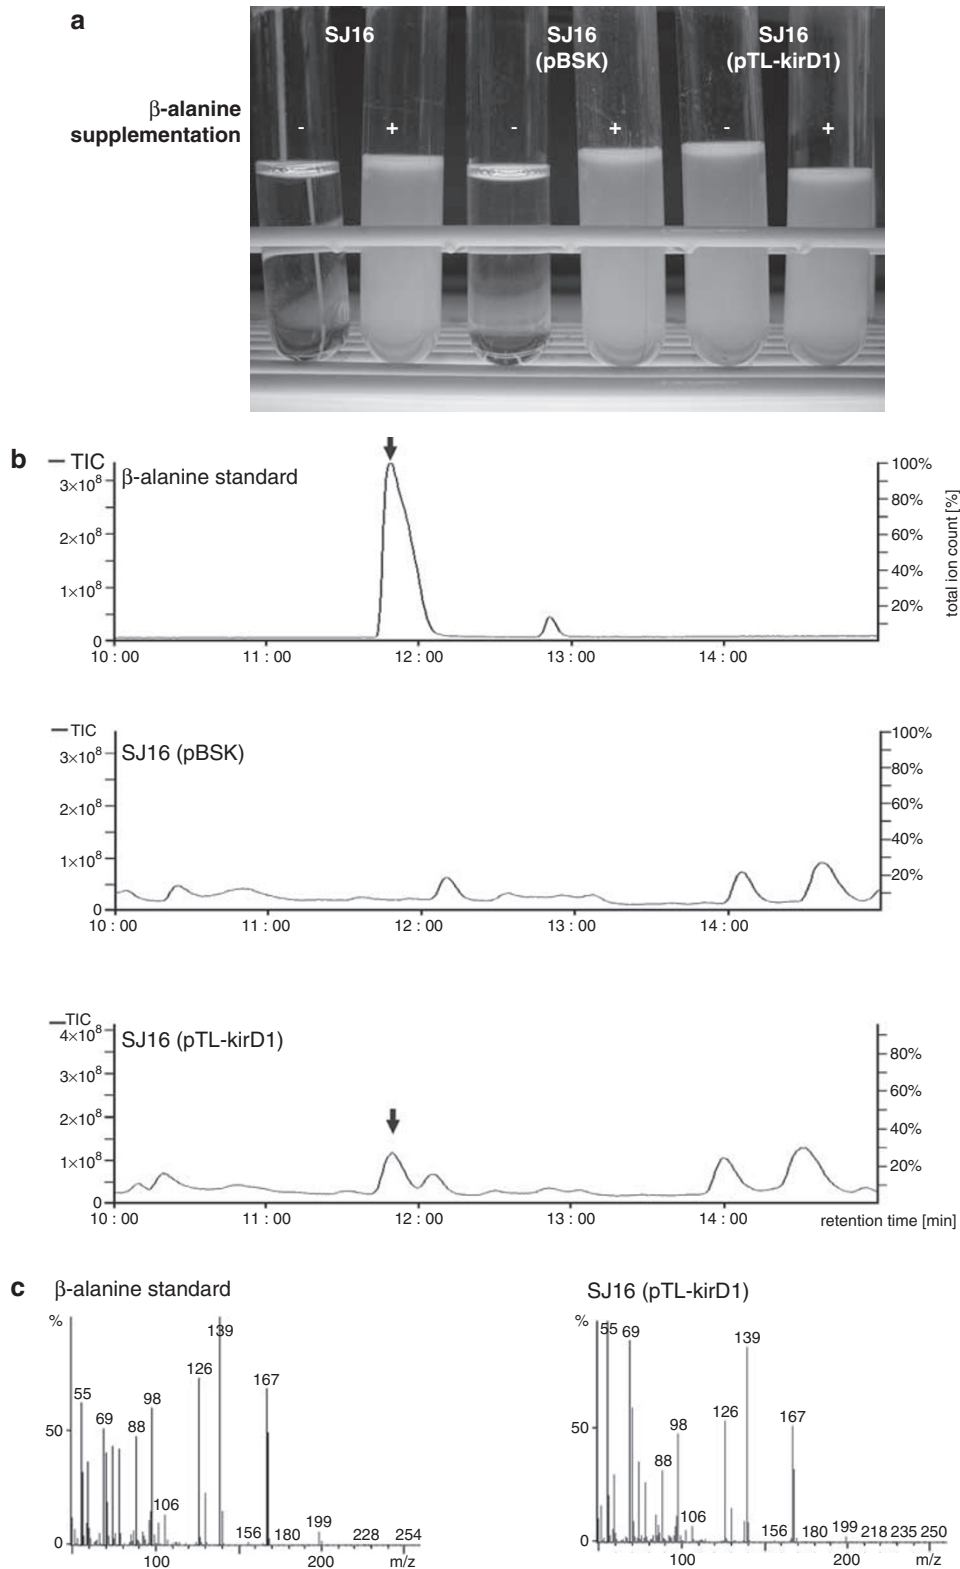 a
SJ16
SJ16
(pBSK)
SJ16
(pTL-kirD1)
β-alanine
supplementation
- + - + - +
b
TIC
β-alanine standard
3×10⁸
2×10⁸
1×10⁸
0
100%
80%
60%
40%
20%
total ion count [%]
10 : 00 11 : 00 12 : 00 13 : 00 14 : 00
TIC
SJ16 (pBSK)
3×10⁸
2×10⁸
1×10⁸
0
100%
80%
60%
40%
20%
10 : 00 11 : 00 12 : 00 13 : 00 14 : 00
TIC
SJ16 (pTL-kirD1)
4×10⁸
3×10⁸
2×10⁸
1×10⁸
0
80%
60%
40%
20%
10 : 00 11 : 00 12 : 00 13 : 00 14 : 00 retention time [min]
c
β-alanine standard
%
50
0
55 69 88 98 106 126 139 156 167 180 199 228 254
100 200 m/z
SJ16 (pTL-kirD1)
%
50
0
55 69 88 98 106 126 139 156 167 180 199 218 235 250
100 200 m/z